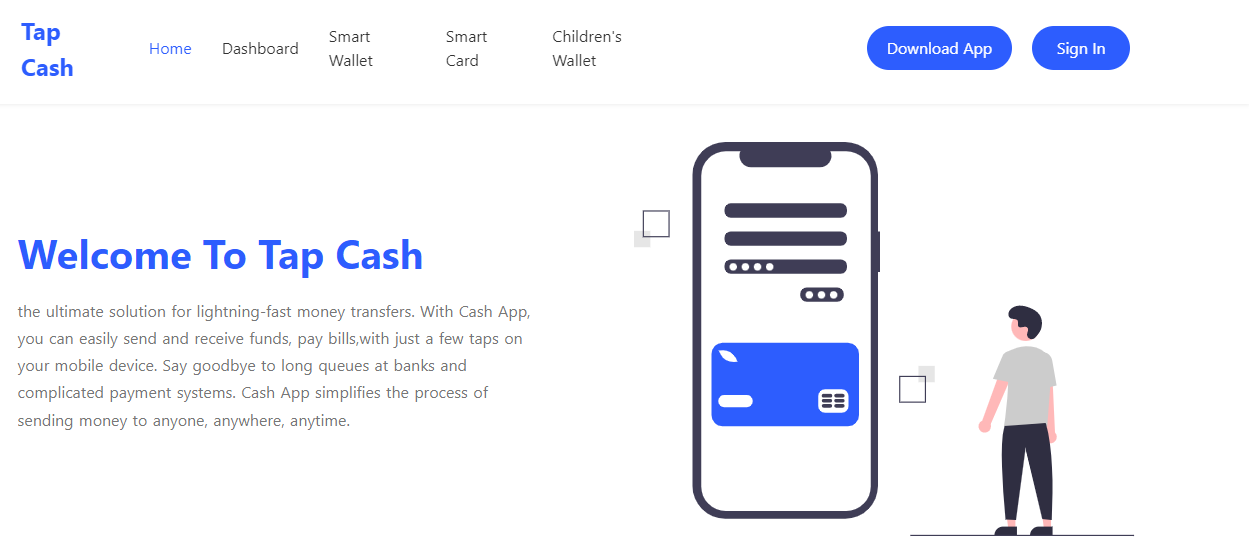 Tap
Cash
Home
Dashboard
Smart
Wallet
Smart
Card
Children's
Wallet
Download App
Sign In
Welcome To Tap Cash
the ultimate solution for lightning-fast money transfers. With Cash App,
you can easily send and receive funds, pay bills,with just a few taps on
your mobile device. Say goodbye to long queues at banks and
complicated payment systems. Cash App simplifies the process of
sending money to anyone, anywhere, anytime.